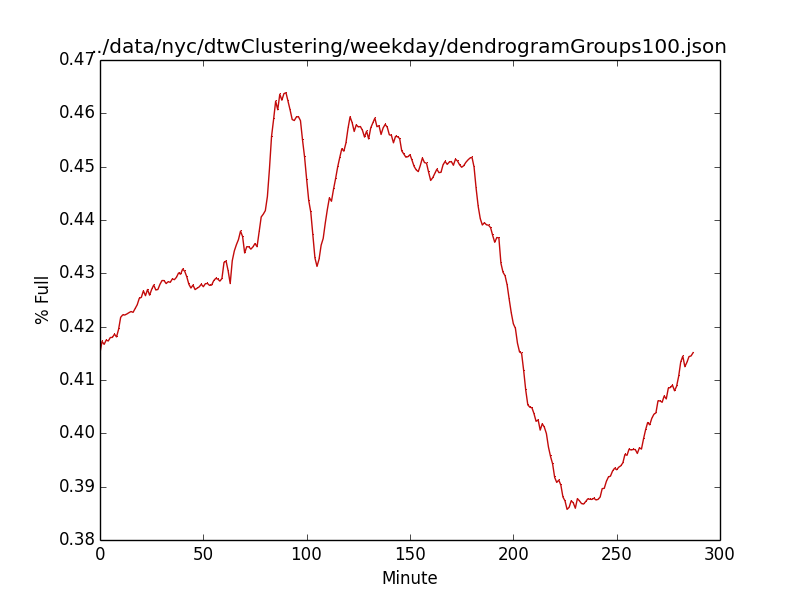 ../data/nyc/dtwClustering/weekday/dendrogramGroups100.json
0.47
0.46
0.45
0.44
0.43
0.42
0.41
0.40
0.39
0.38
% Full
0 50 100 150 200 250 300
Minute